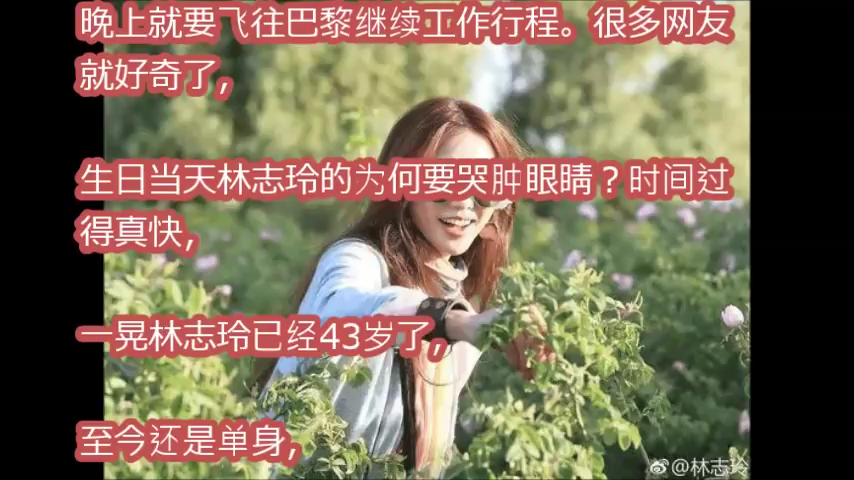 晚上就要飞往巴黎继续工作行程。很多网友
就好奇了,
生日当天林志玲的为何要哭肿眼睛？时间过
得真快,
一晃林志玲已经43岁了,
至今还是单身,
@林志玲